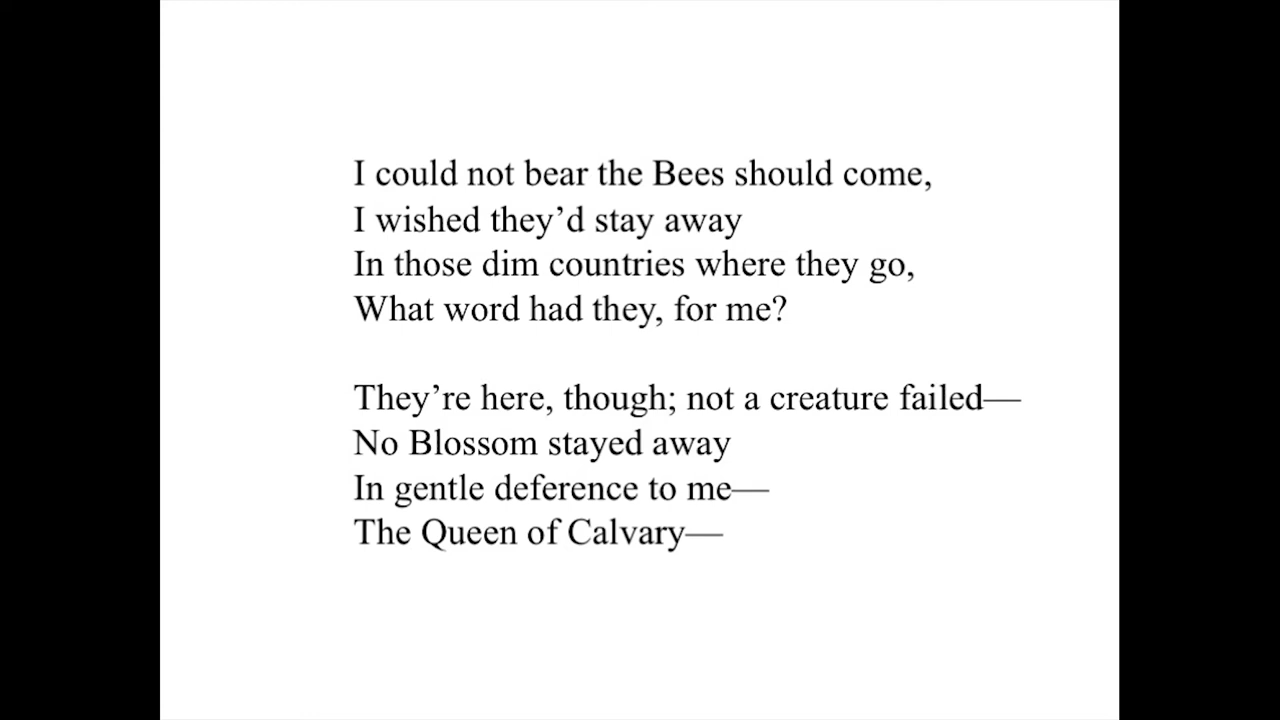 I could not bear the Bees should come,
I wished they’d stay away
In those dim countries where they go,
What word had they, for me?
They’re here, though; not a creature failed—
No Blossom stayed away
In gentle deference to me—
The Queen of Calvary—